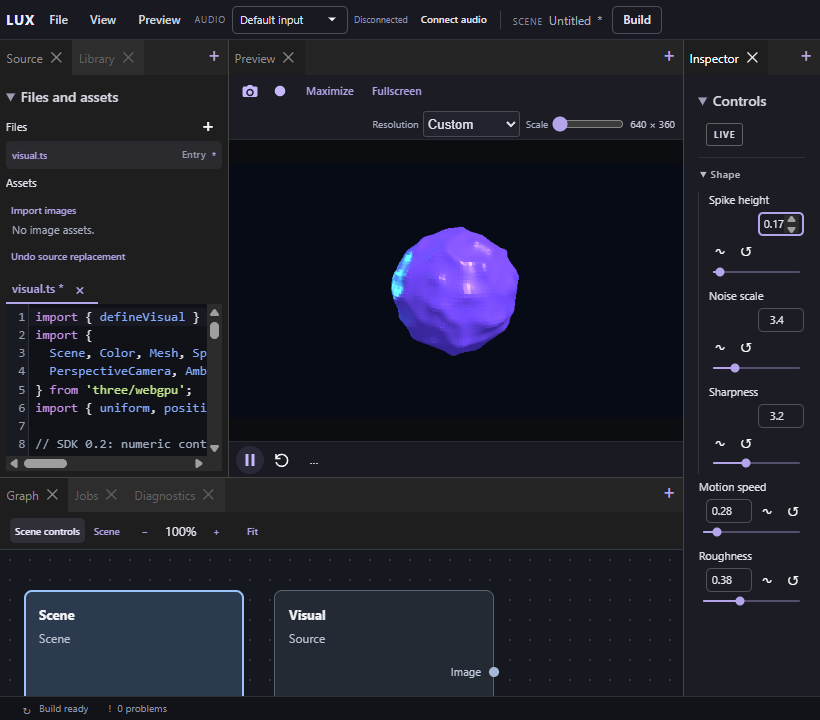 LUX File View Preview AUDIO Default input Disconnected Connect audio SCENE Untitled * Build
Source Library +
Files and assets
Files +
visual.ts Entry *
Assets
Import images
No image assets.
Undo source replacement
visual.ts *
1 import { defineVisual }
2 import {
3 Scene, Color, Mesh, Sp
4 PerspectiveCamera, Amb
5 } from 'three/webgpu';
6 import { uniform, positi
7
8 // SDK 0.2: numeric cont
Preview +
Maximize Fullscreen
Resolution Custom Scale 640 × 360
...
Graph Jobs Diagnostics +
Scene controls Scene − 100% + Fit
Scene
Scene
Visual
Source
Image
Inspector +
Controls
LIVE
Shape
Spike height
0.17
Noise scale
3.4
Sharpness
3.2
Motion speed
0.28
Roughness
0.38
Build ready ! 0 problems